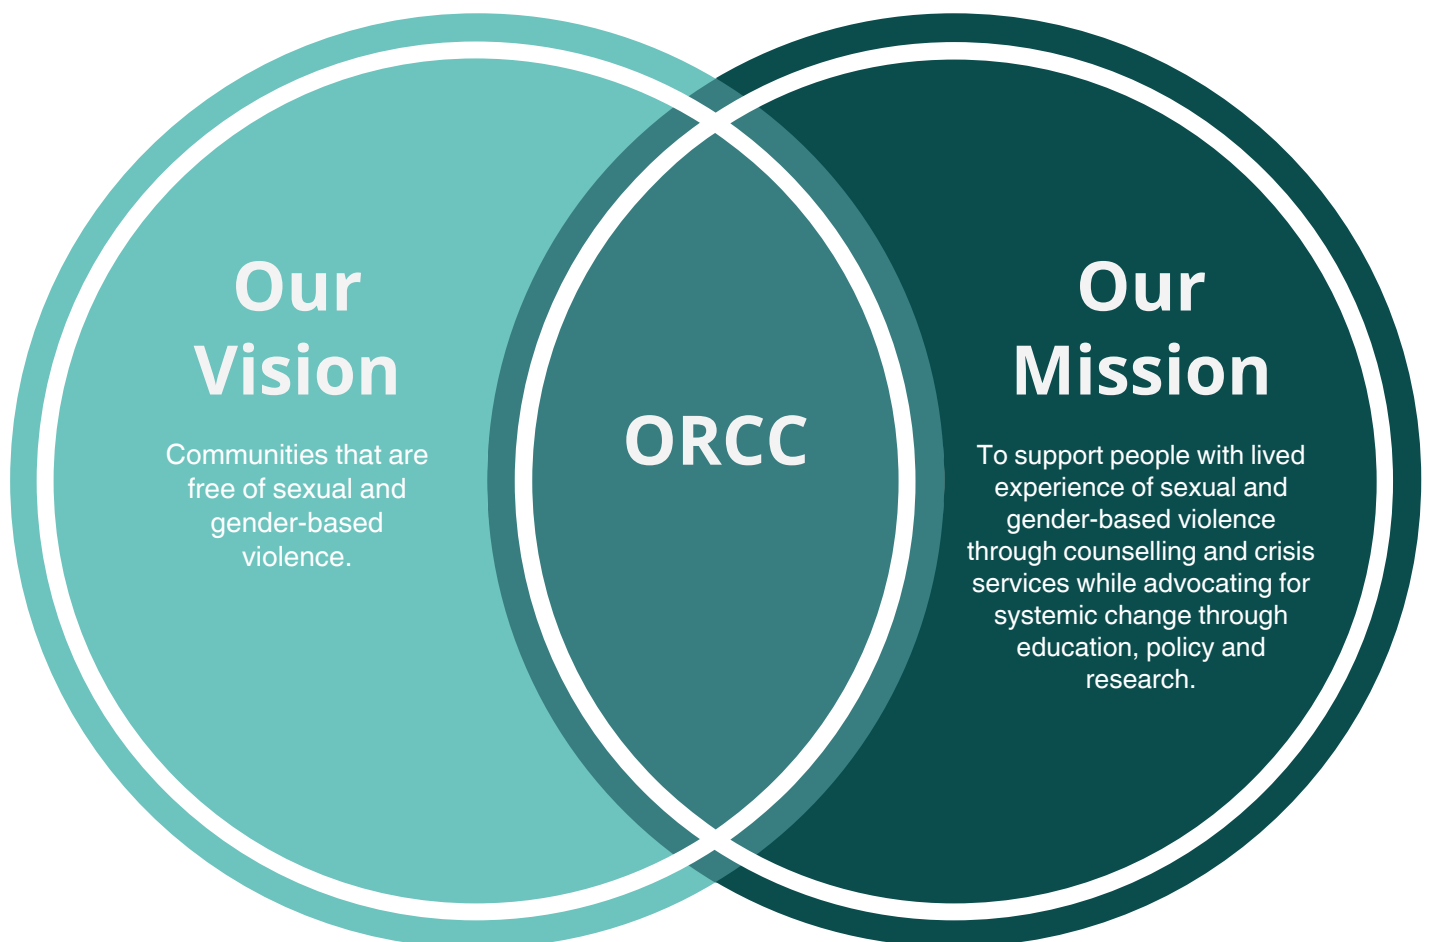 Our
Vision
Communities that are
free of sexual and
gender-based
violence.
ORCC
Our
Mission
To support people with lived
experience of sexual and
gender-based violence
through counselling and crisis
services while advocating for
systemic change through
education, policy and
research.